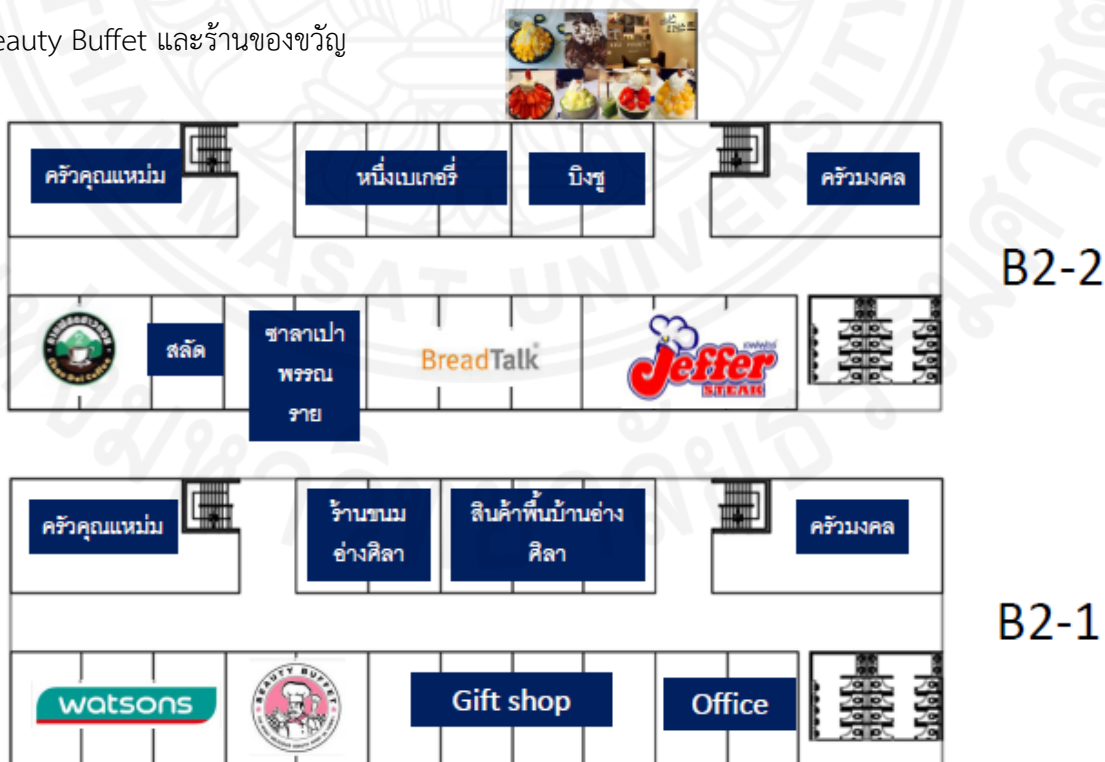 eauty Buffet และร้านของขวัญ
ครัวคุณแหม่ม
หนึ่งเบเกอรี่
บิงซู
ครัวมงคล
B2-2
สลัด
ซาลาเปา
พรรณ
ราย
BreadTalk
Jeffer
STEAK
ครัวคุณแหม่ม
ร้านขนม
อ่างศิลา
สินค้าพื้นบ้านอ่าง
ศิลา
ครัวมงคล
B2-1
watsons
BEAUTY BUFFET
Gift shop
Office
THAMMASAT UNIVERSITY